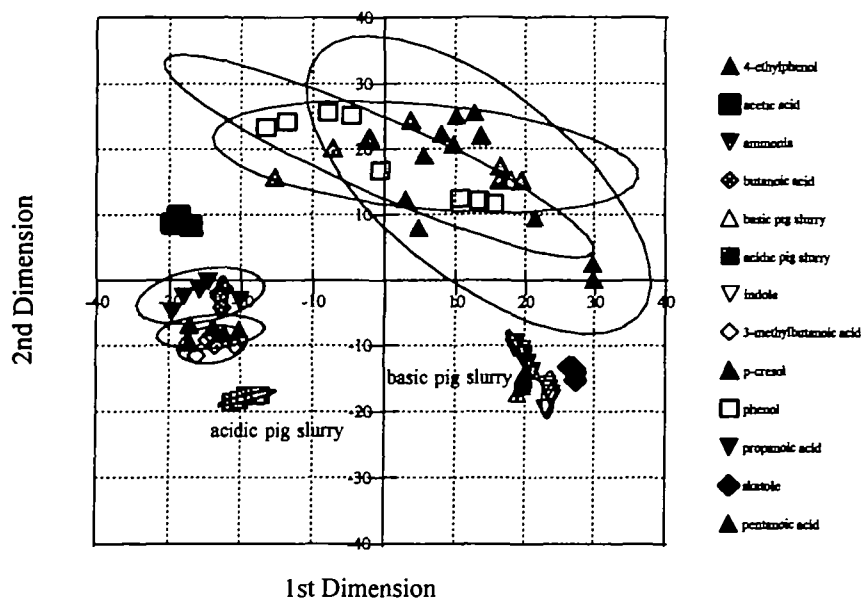 40
30
20
10
-40
-20
-10
10
20
30
40
-10
-20
-30
-40
2nd Dimension
1st Dimension
basic pig slurry
acidic pig slurry
4-ethylphenol
acetic acid
ammonia
butanoic acid
basic pig slurry
acidic pig slurry
indole
3-methylbutanoic acid
p-cresol
phenol
propanoic acid
skatole
pentanoic acid